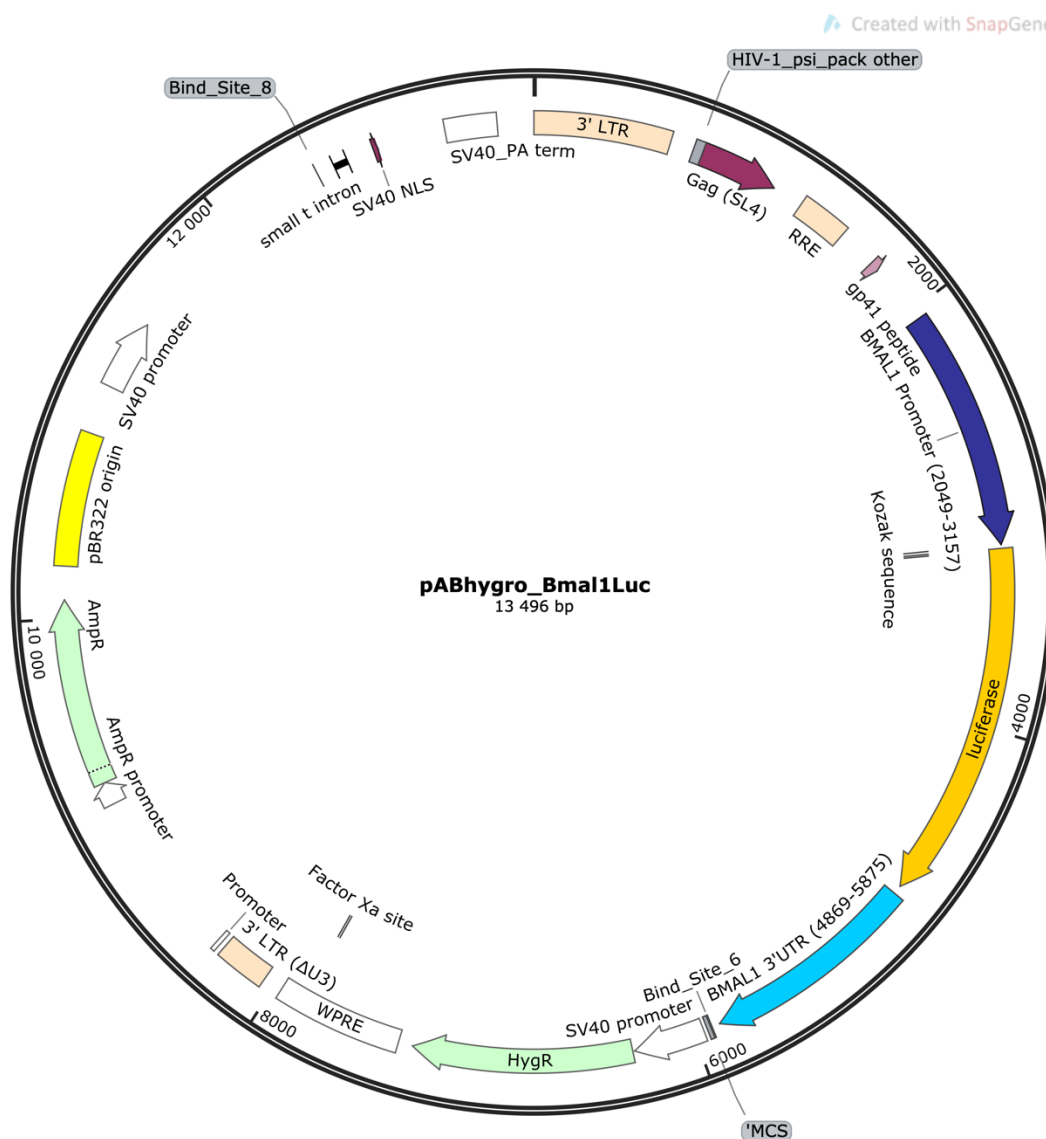 Created with SnapGene
HIV-1_psi_pack other
Bind_Site_8
3' LTR
SV40_PA term
Gag (SL4)
SV40 NLS
small t intron
RRE
12 000
2000
gp41 peptide
BMAL1 Promoter (2049-3157)
SV40 promoter
pBR322 origin
Kozak sequence
pABhygro_Bmal1Luc
13 496 bp
AmpR
10 000
luciferase
4000
AmpR promoter
Factor Xa site
Promoter
3' LTR (ΔU3)
BMAL1 3'UTR (4869-5875)
Bind_Site_6
SV40 promoter
WPRE
8000
HygR
6000
'MCS